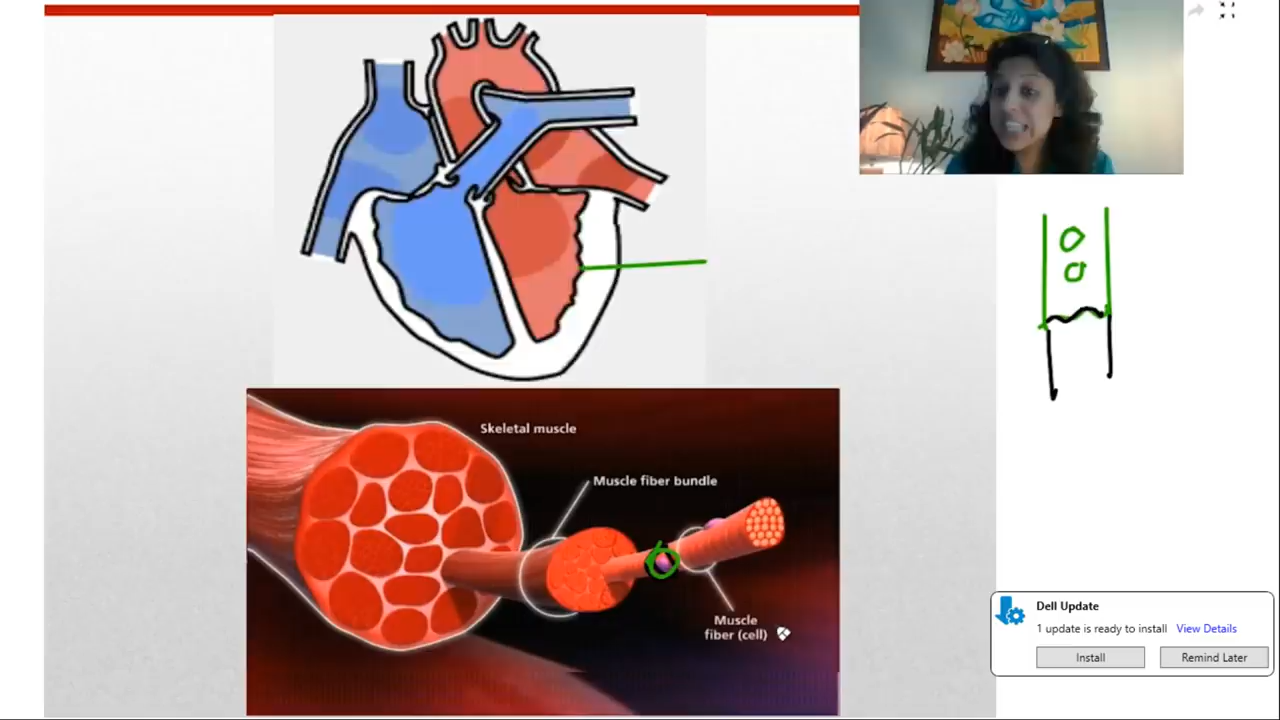 Skeletal muscle
Muscle fiber bundle
Muscle
fiber (cell)
Dell Update
1 update is ready to install View Details
Install Remind Later